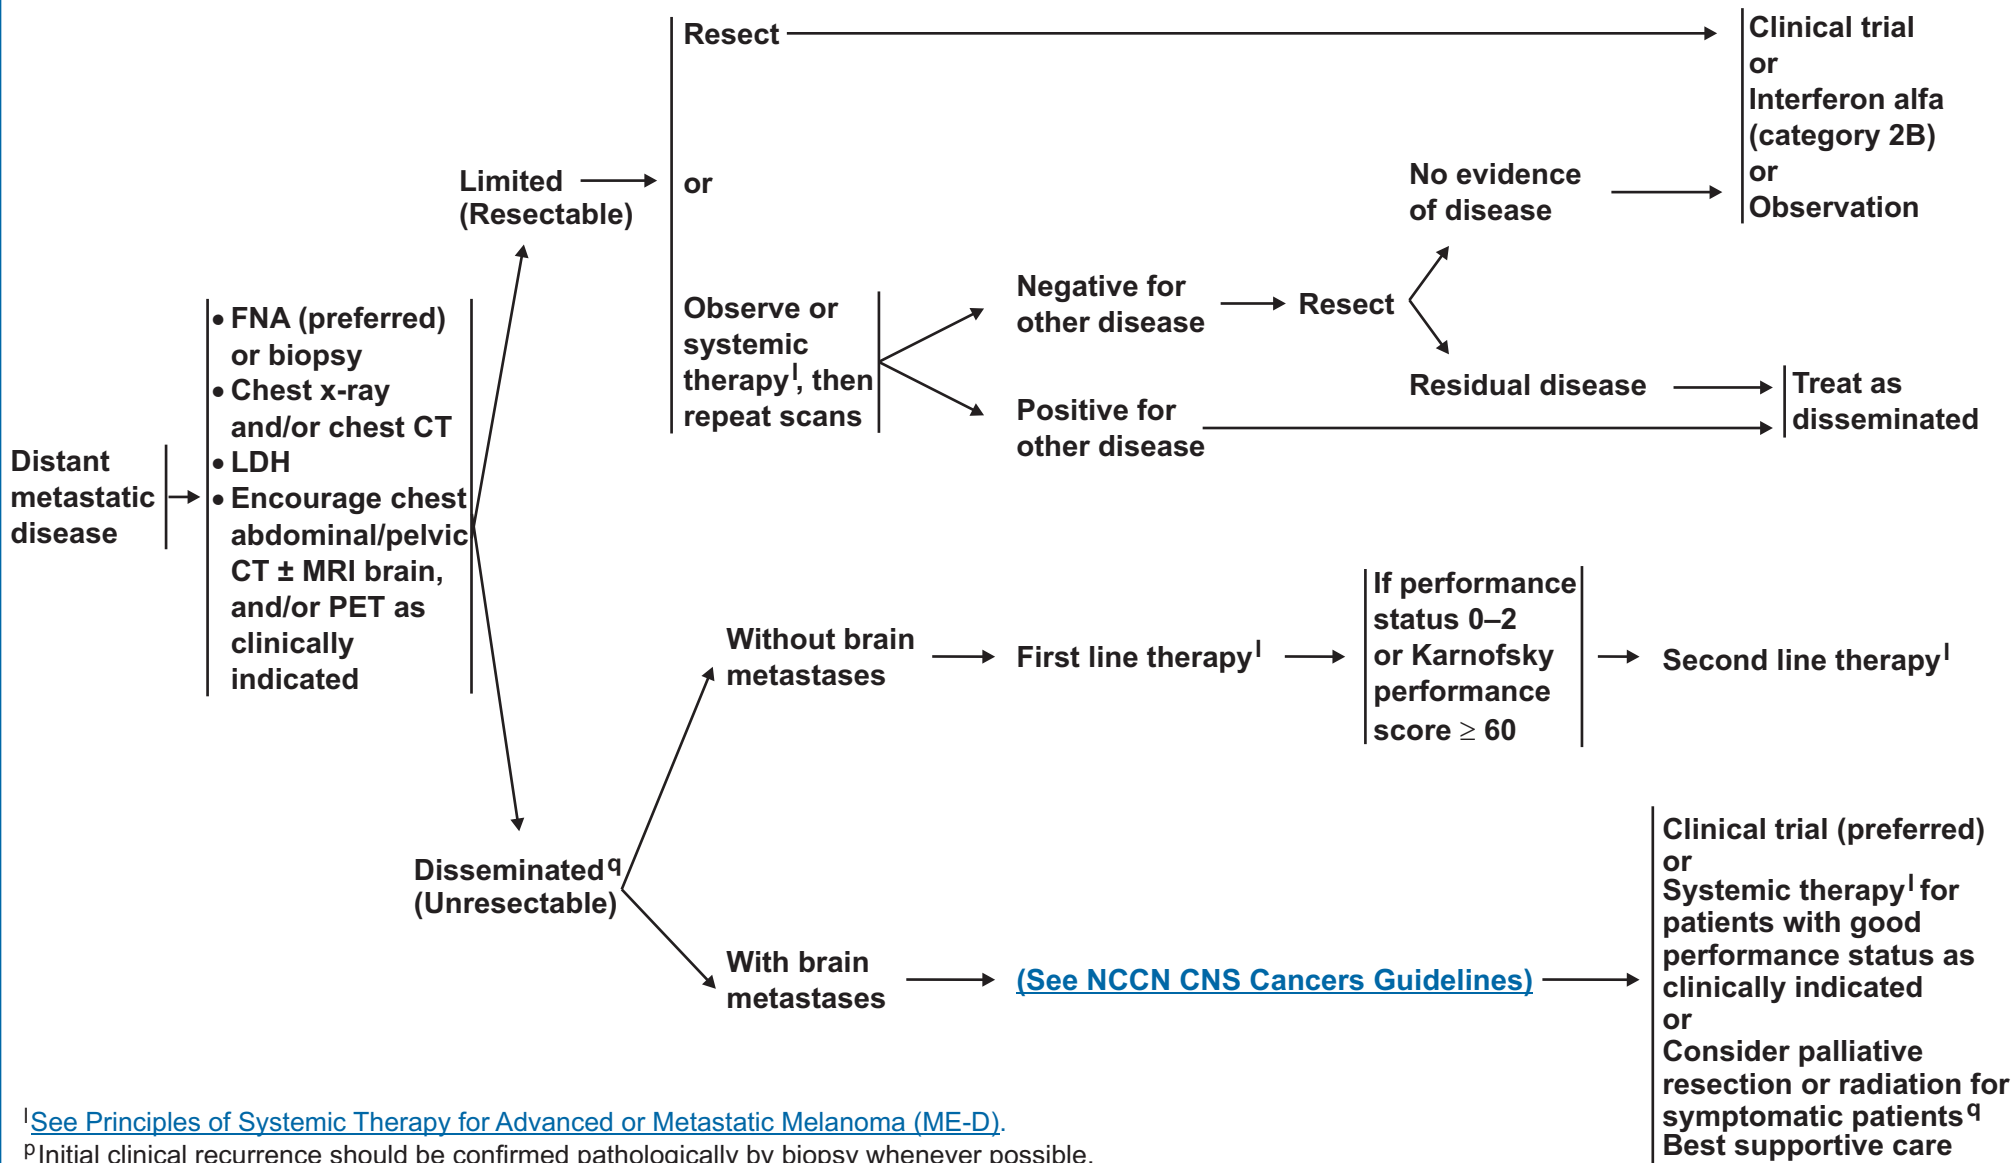 Distant
metastatic
disease
• FNA (preferred)
or biopsy
• Chest x-ray
and/or chest CT
• LDH
• Encourage chest
abdominal/pelvic
CT ± MRI brain,
and/or PET as
clinically
indicated
Limited
(Resectable)
Resect
or
Observe or
systemic
therapyˡ, then
repeat scans
Negative for
other disease
Positive for
other disease
Resect
No evidence
of disease
Residual disease
Clinical trial
or
Interferon alfa
(category 2B)
or
Observation
Treat as
disseminated
Disseminated q
(Unresectable)
Without brain
metastases
First line therapyˡ
If performance
status 0–2
or Karnofsky
performance
score ≥ 60
Second line therapyˡ
With brain
metastases
(See NCCN CNS Cancers Guidelines)
Clinical trial (preferred)
or
Systemic therapyˡ for
patients with good
performance status as
clinically indicated
or
Consider palliative
resection or radiation for
symptomatic patients q
Best supportive care
ˡSee Principles of Systemic Therapy for Advanced or Metastatic Melanoma (ME-D).
ᵖInitial clinical recurrence should be confirmed pathologically by biopsy whenever possible.